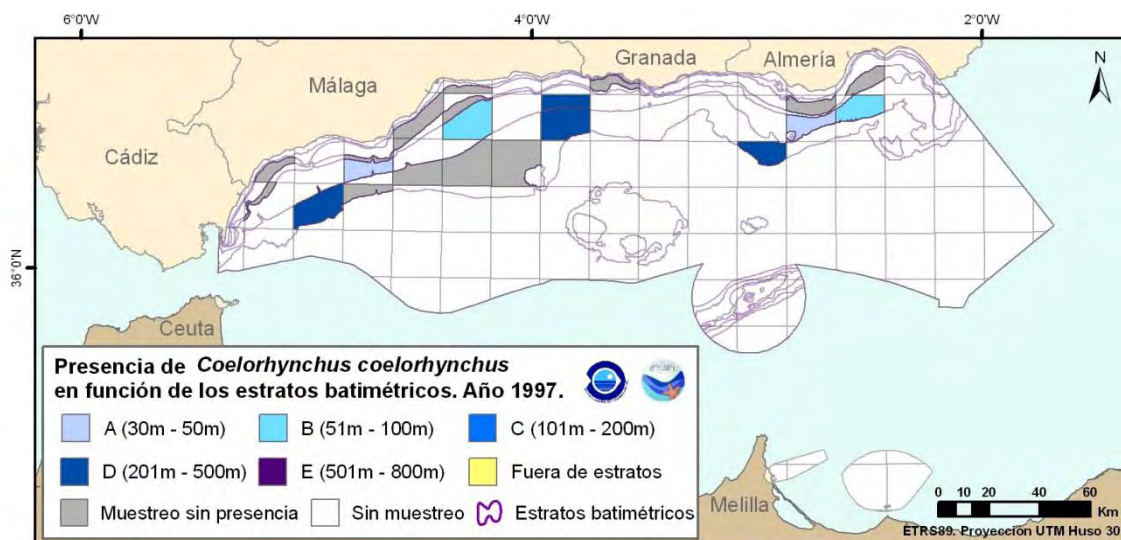 6°0'W
4°0'W
2°0'W
Granada
Almería
N
Málaga
Cádiz
36°0'N
Ceuta
Presencia de Coelorhynchus coelorhynchus
en función de los estratos batimétricos. Año 1997.
A (30m - 50m)
B (51m - 100m)
C (101m - 200m)
D (201m - 500m)
E (501m - 800m)
Fuera de estratos
Muestreo sin presencia
Sin muestreo
Estratos batimétricos
Melilla
0 10 20 40 60
Km
ETRS89. Proyección UTM Huso 30